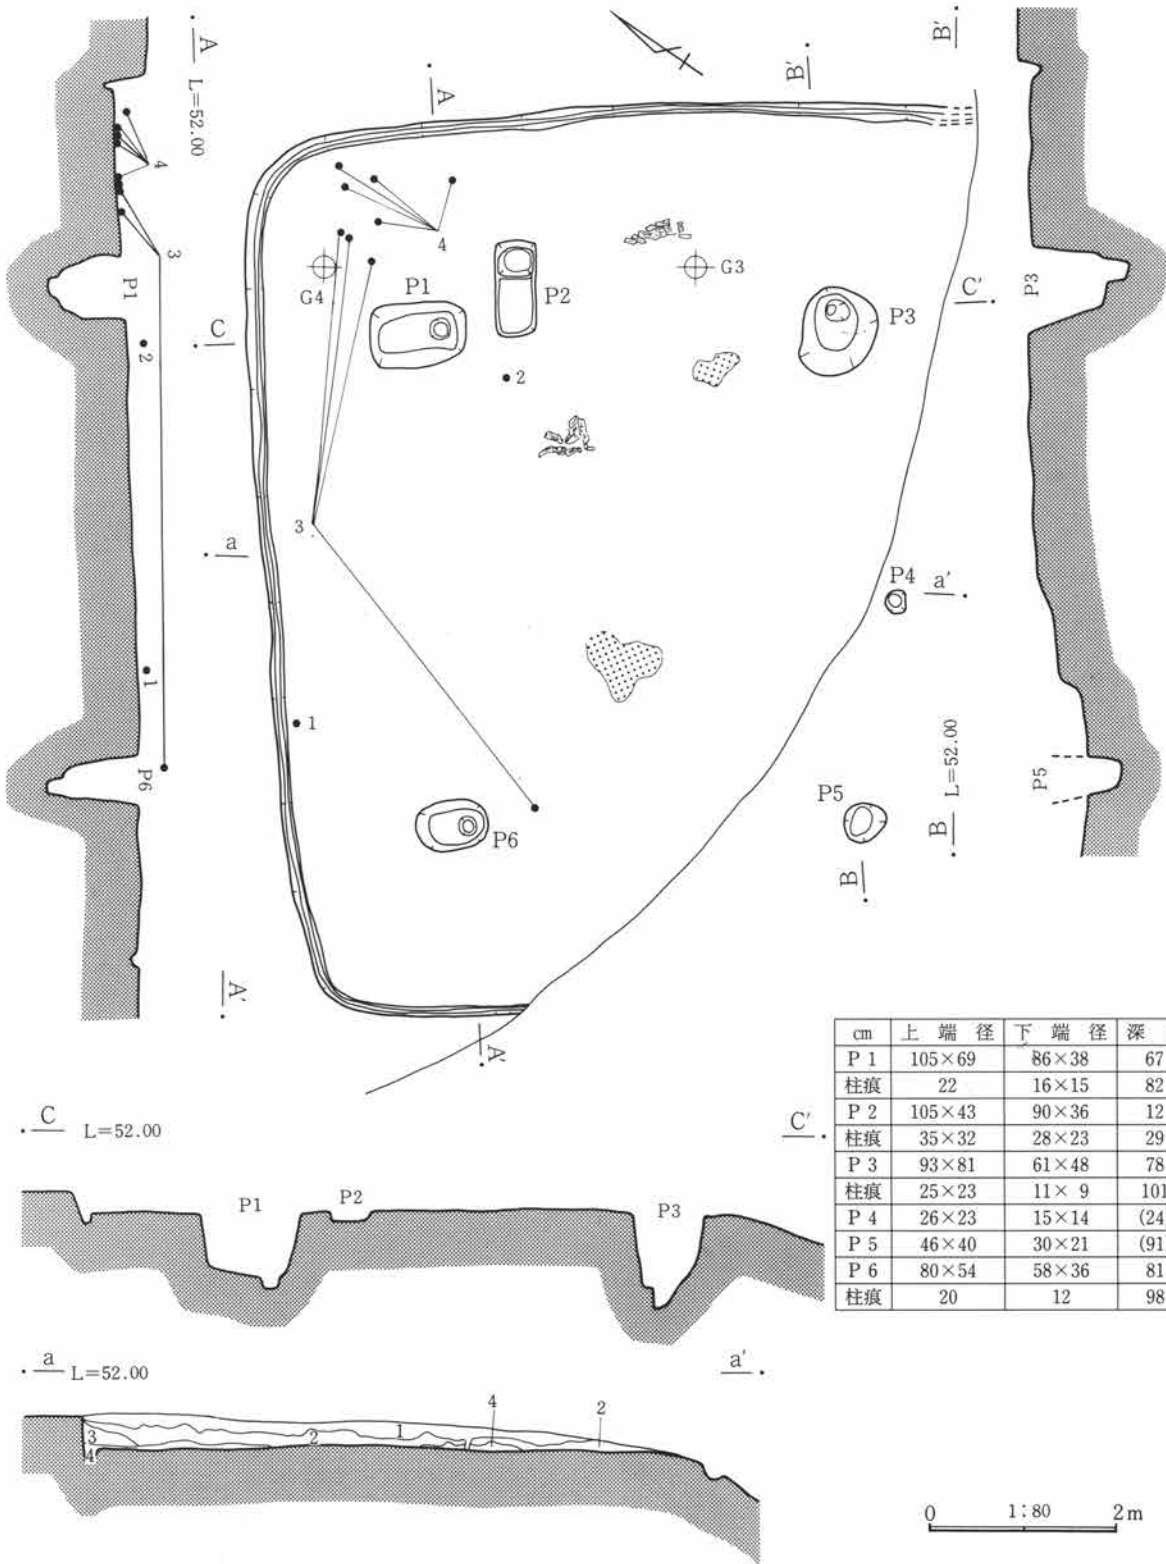 A
L=52.00
4
3
P1
2
1
P6
A'
A
B'
B'
4
G4
P1
P2
2
G3
P3
C'
P3
C
a
3
1
P4
a'
P5
P5
P6
B
B
L=52.00
A'
cm 上端径 下端径 深
P 1 105×69 86×38 67
柱痕 22 16×15 82
P 2 105×43 90×36 12
柱痕 35×32 28×23 29
P 3 93×81 61×48 78
柱痕 25×23 11× 9 101
P 4 26×23 15×14 (24
P 5 46×40 30×21 (91
P 6 80×54 58×36 81
柱痕 20 12 98
C L=52.00 C'
P1 P2 P3
a L=52.00 a'
4 2
1
2
3
4
0 1:80 2m